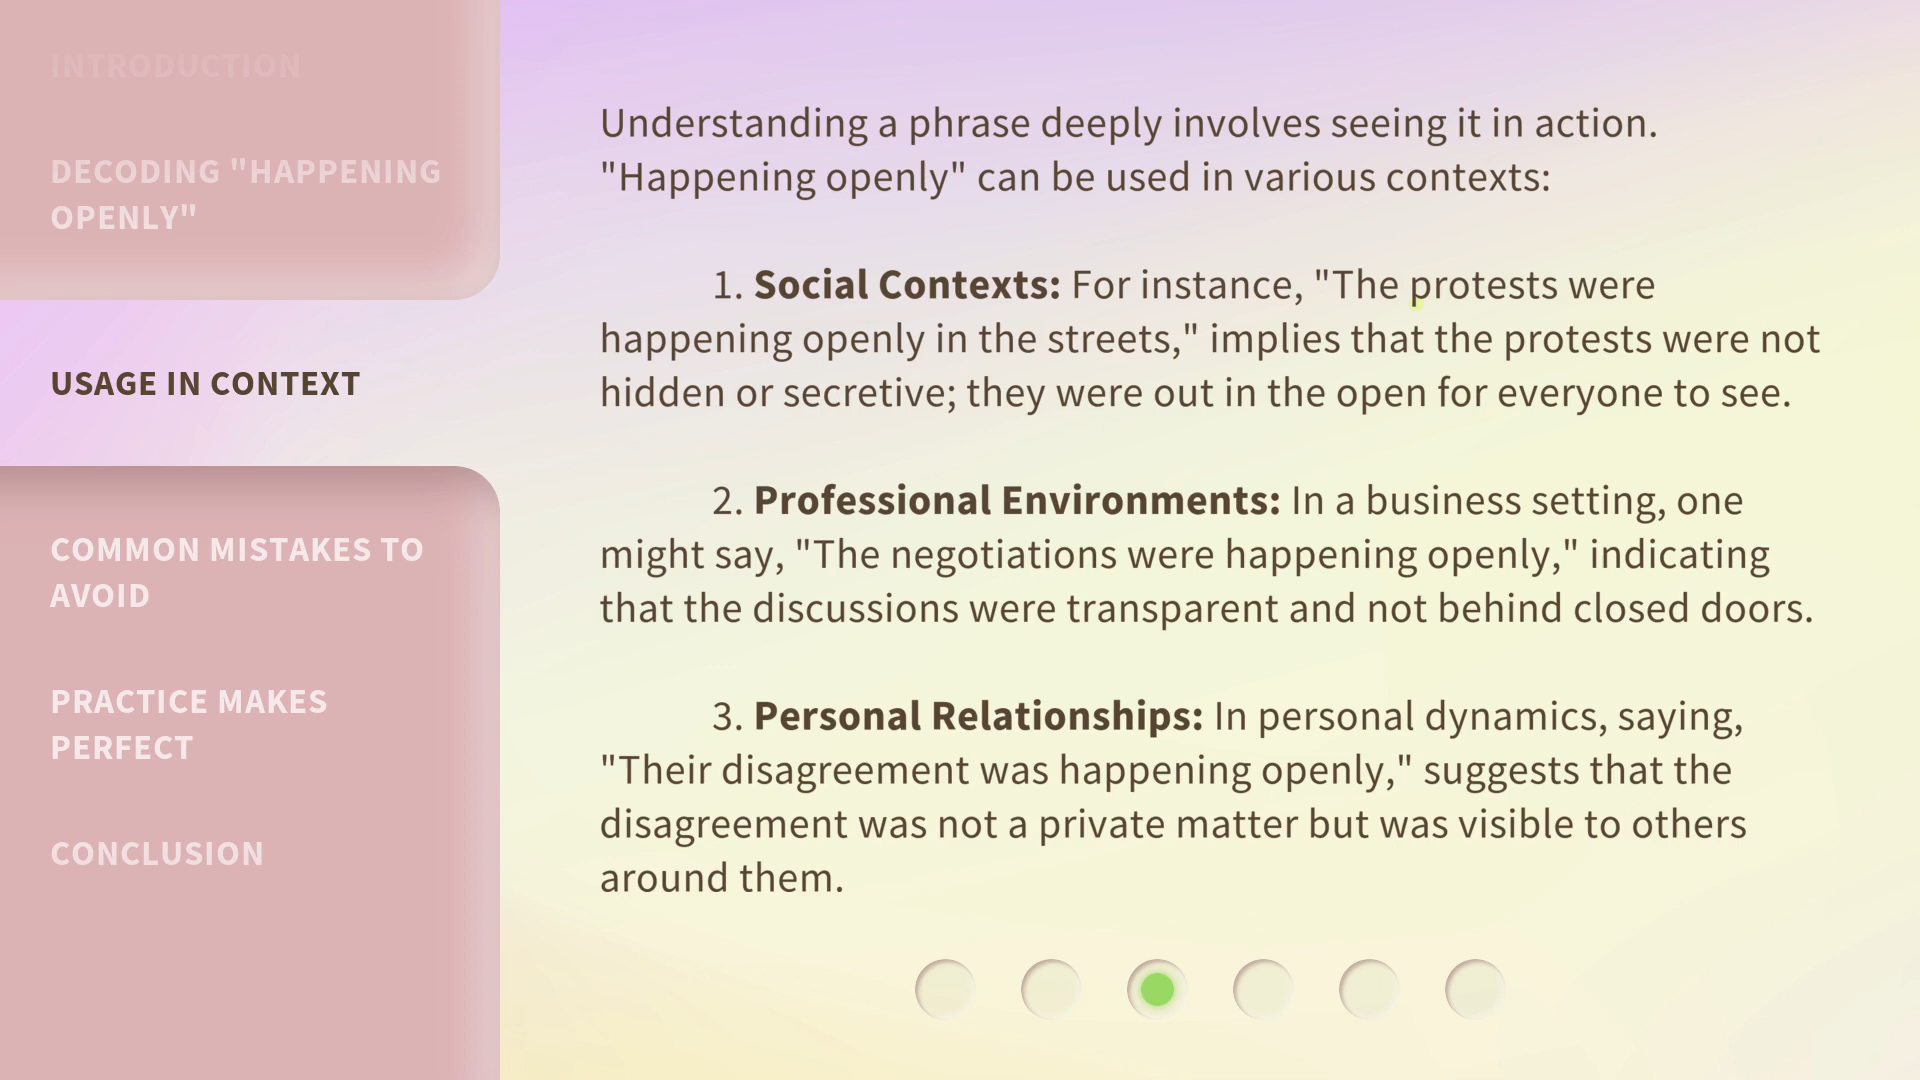 INTRODUCTION
DECODING "HAPPENING
OPENLY"
USAGE IN CONTEXT
COMMON MISTAKES TO
AVOID
PRACTICE MAKES
PERFECT
CONCLUSION
Understanding a phrase deeply involves seeing it in action.
"Happening openly" can be used in various contexts:
1. Social Contexts: For instance, "The protests were
happening openly in the streets," implies that the protests were not
hidden or secretive; they were out in the open for everyone to see.
2. Professional Environments: In a business setting, one
might say, "The negotiations were happening openly," indicating
that the discussions were transparent and not behind closed doors.
3. Personal Relationships: In personal dynamics, saying,
"Their disagreement was happening openly," suggests that the
disagreement was not a private matter but was visible to others
around them.